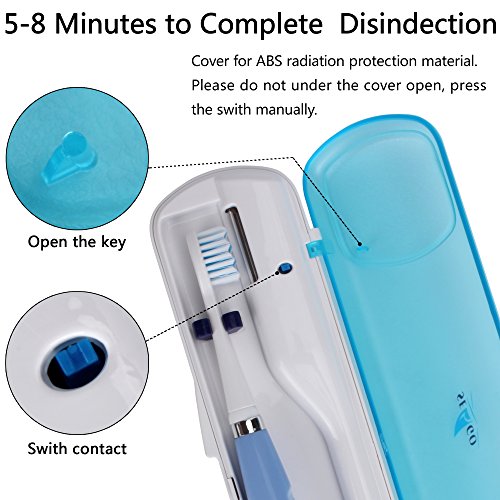 5-8 Minutes to Complete Disindection
Cover for ABS radiation protection material.
Please do not under the cover open, press
the swith manually.
Open the key
Swith contact